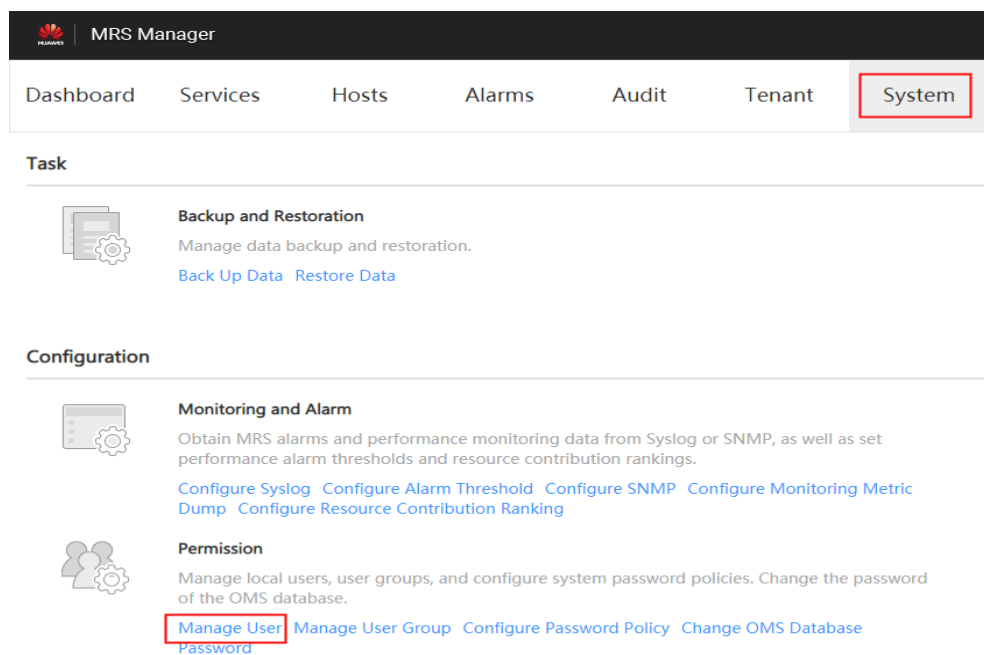 HUAWEI MRS Manager
Dashboard Services Hosts Alarms Audit Tenant System
Task
Backup and Restoration
Manage data backup and restoration.
Back Up Data Restore Data
Configuration
Monitoring and Alarm
Obtain MRS alarms and performance monitoring data from Syslog or SNMP, as well as set
performance alarm thresholds and resource contribution rankings.
Configure Syslog Configure Alarm Threshold Configure SNMP Configure Monitoring Metric
Dump Configure Resource Contribution Ranking
Permission
Manage local users, user groups, and configure system password policies. Change the password
of the OMS database.
Manage User Manage User Group Configure Password Policy Change OMS Database
Password